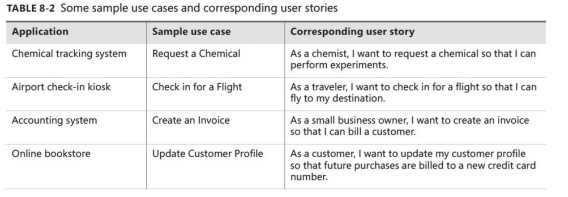 TABLE 8-2 Some sample use cases and corresponding user stories
Application Sample use case Corresponding user story
Chemical tracking system Request a Chemical As a chemist, I want to request a chemical so that I can
perform experiments.
Airport check-in kiosk Check in for a Flight As a traveler, I want to check in for a flight so that I can
fly to my destination.
Accounting system Create an Invoice As a small business owner, I want to create an invoice
so that I can bill a customer.
Online bookstore Update Customer Profile As a customer, I want to update my customer profile
so that future purchases are billed to a new credit card
number.